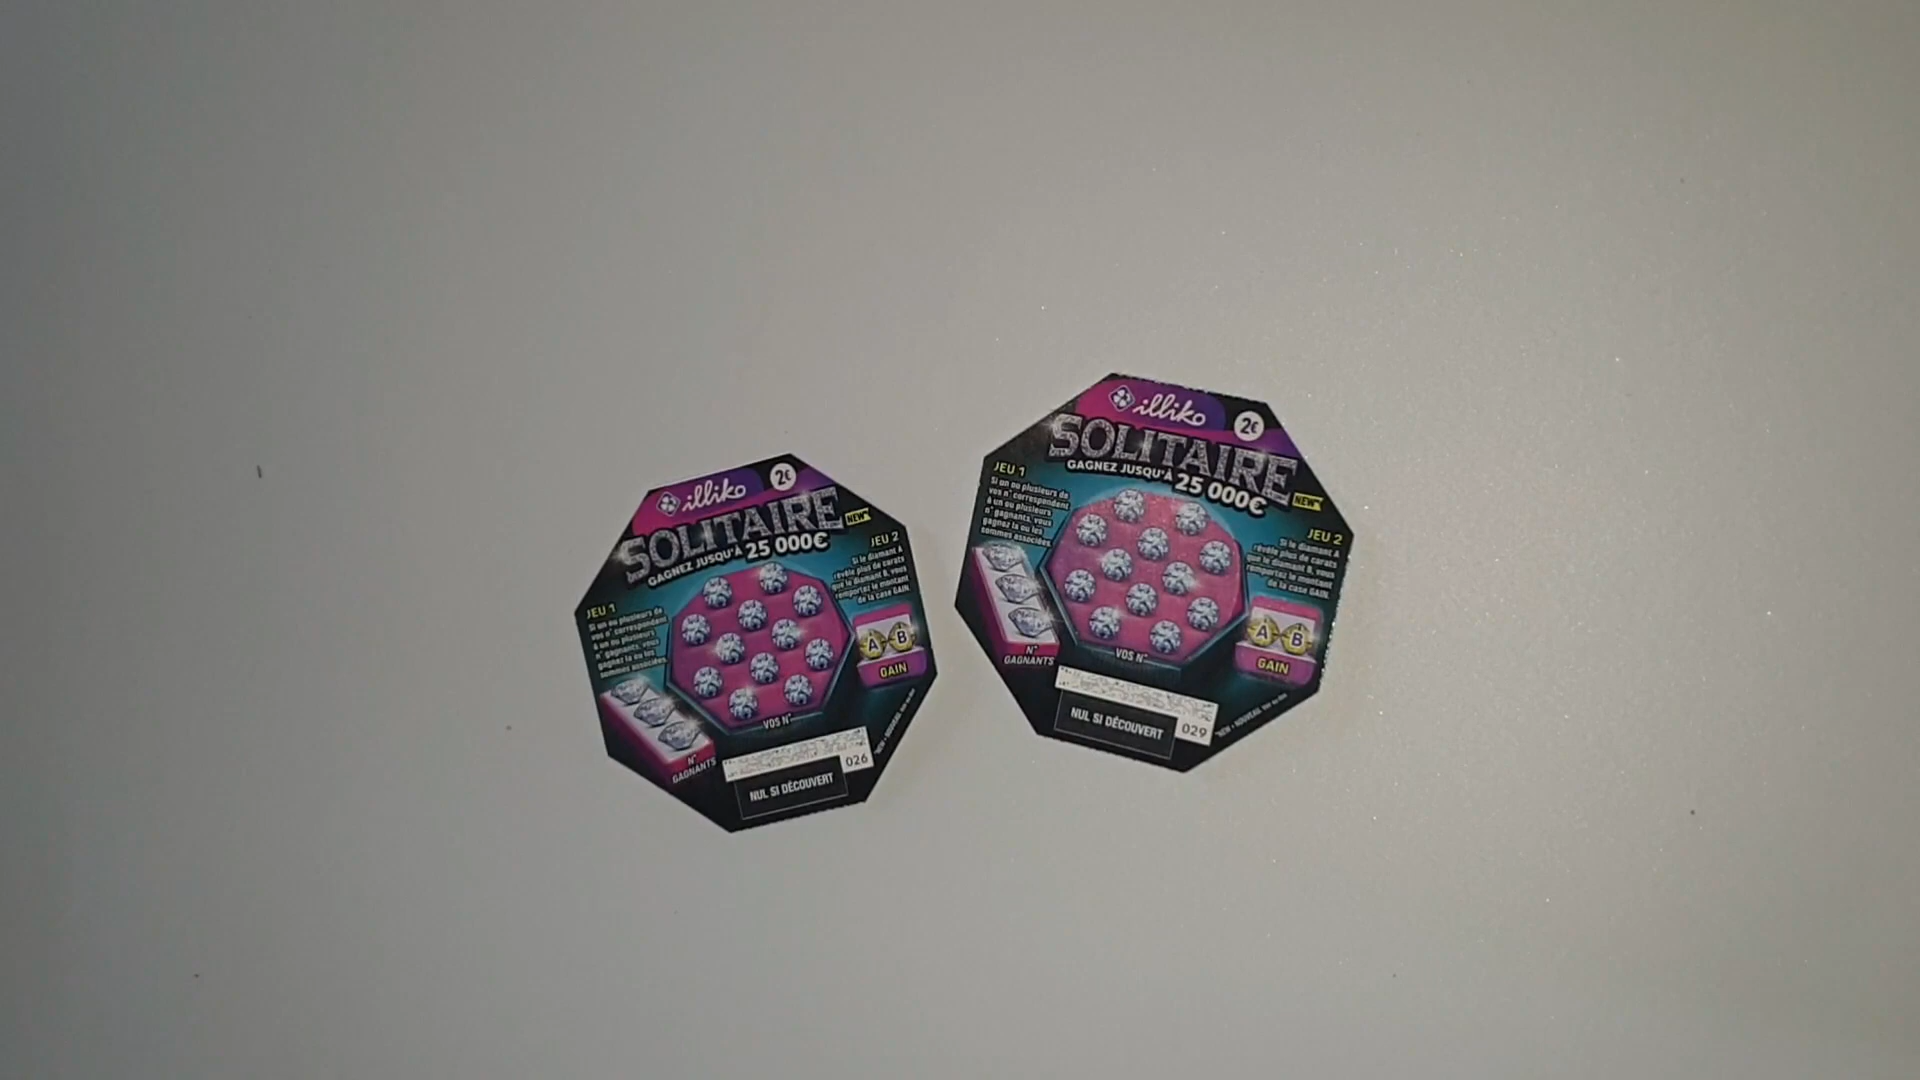 illiko
2€
SOLITAIRE
NEW*
GAGNEZ JUSQU'À 25 000€
JEU 1
Si un ou plusieurs de
vos n° correspondent
à un ou plusieurs
n° gagnants, vous
gagnez la ou les
sommes associées.
JEU 2
Si le diamant A
révèle plus de carats
que le diamant B, vous
remportez le montant
de la case GAIN.
A B
GAIN
N°
GAGNANTS
VOS N°
026
NUL SI DÉCOUVERT
illiko
2€
SOLITAIRE
GAGNEZ JUSQU'À 25 000€
NEW*
JEU 1
Si un ou plusieurs de
vos n° correspondent
à un ou plusieurs
n° gagnants, vous
gagnez la ou les
sommes associées.
JEU 2
Si le diamant A
révèle plus de carats
que le diamant B, vous
remportez le montant
de la case GAIN.
A B
GAIN
N°
GAGNANTS
VOS N°
029
NUL SI DÉCOUVERT